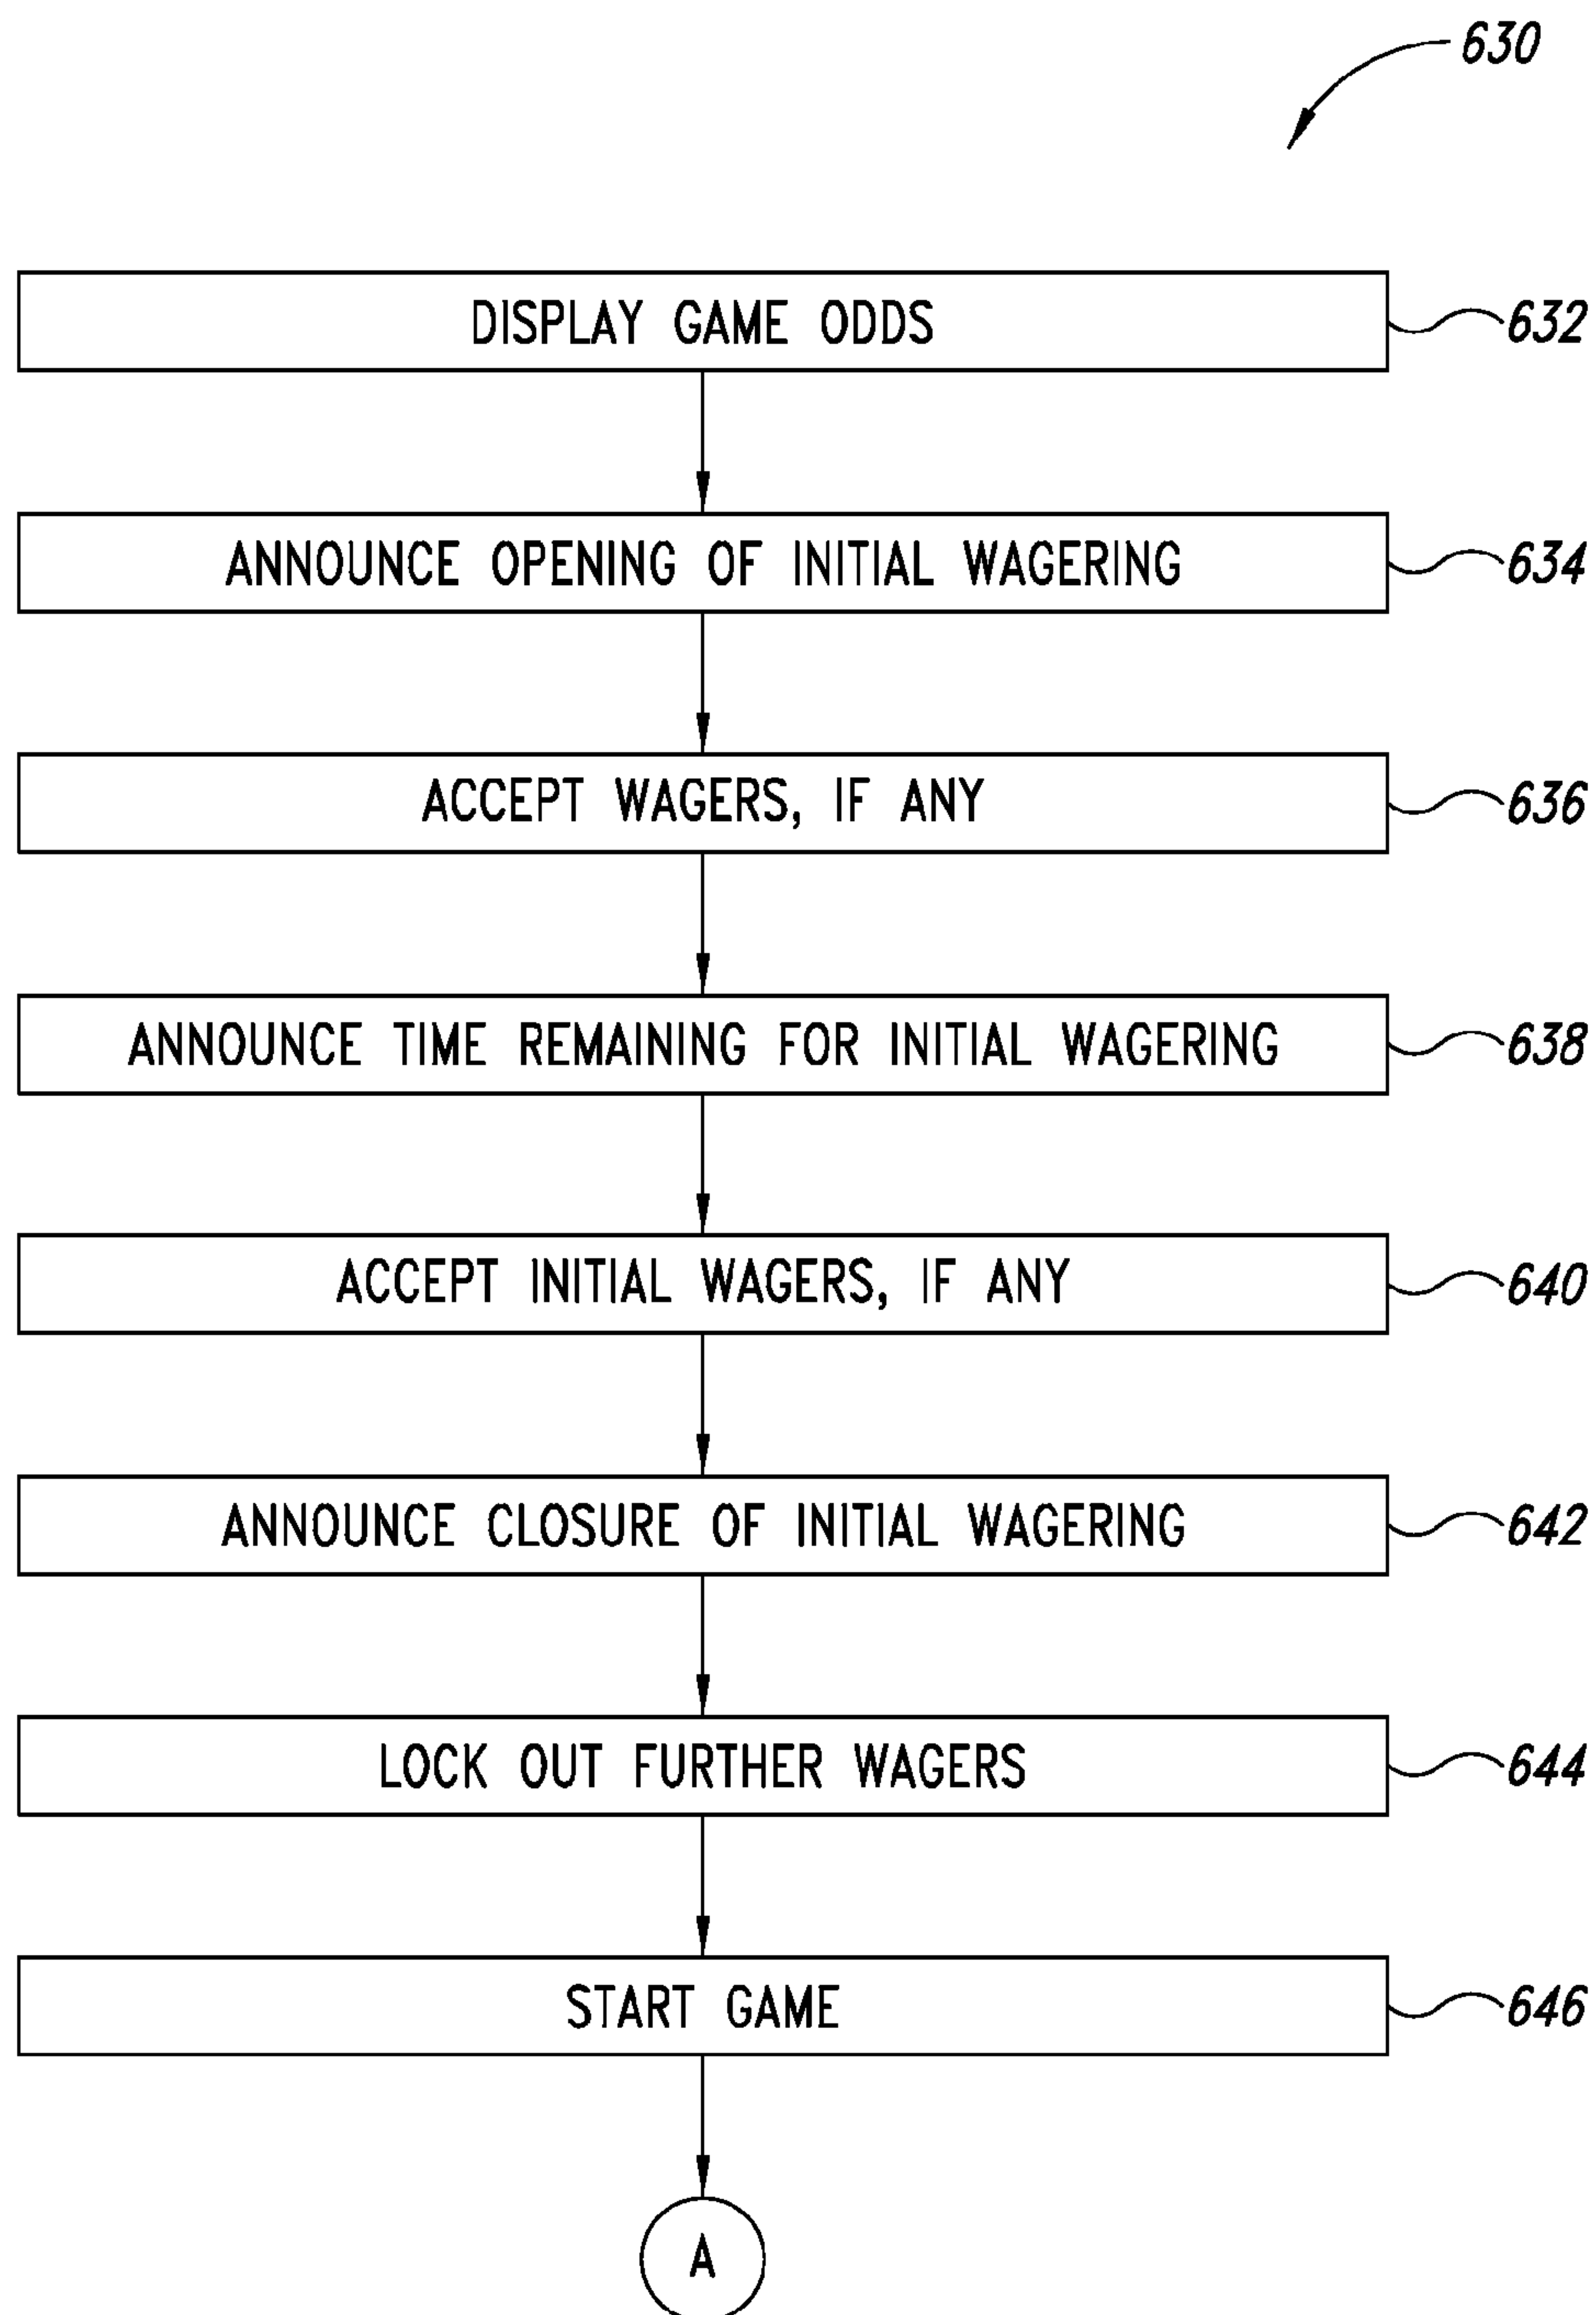 630
DISPLAY GAME ODDS 632
ANNOUNCE OPENING OF INITIAL WAGERING 634
ACCEPT WAGERS, IF ANY 636
ANNOUNCE TIME REMAINING FOR INITIAL WAGERING 638
ACCEPT INITIAL WAGERS, IF ANY 640
ANNOUNCE CLOSURE OF INITIAL WAGERING 642
LOCK OUT FURTHER WAGERS 644
START GAME 646
A